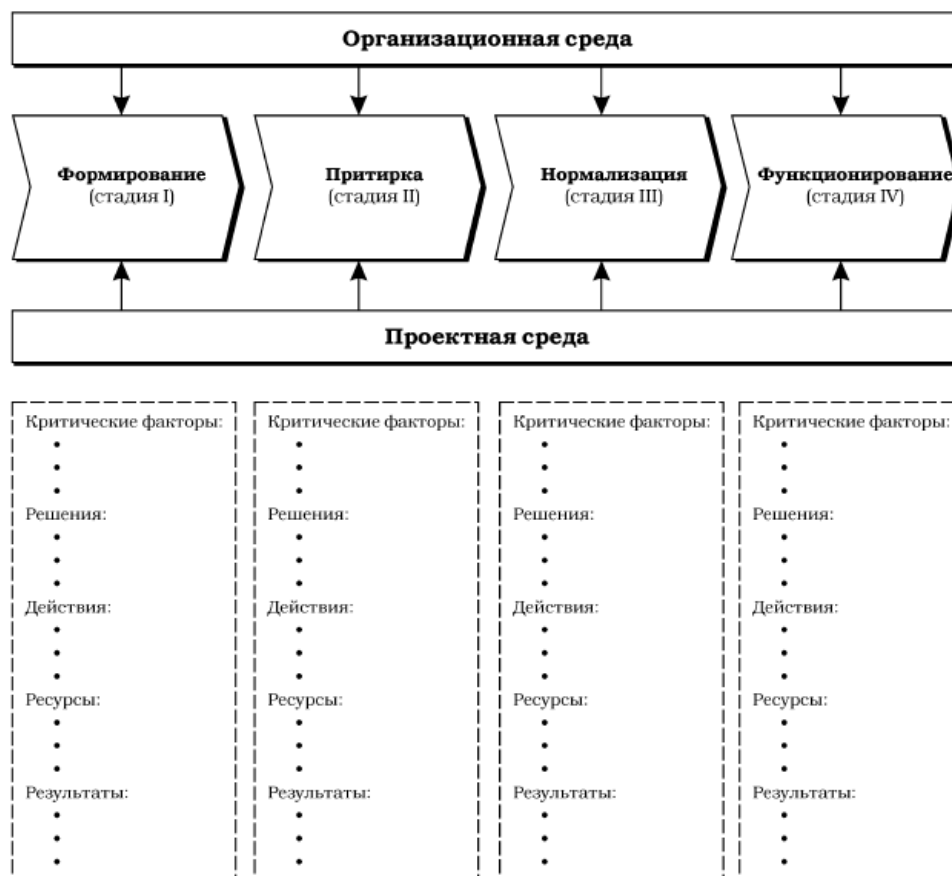 Организационная среда
Формирование
(стадия I)
Притирка
(стадия II)
Нормализация
(стадия III)
Функционирование
(стадия IV)
Проектная среда
Критические факторы:
•
•
•
Решения:
•
•
•
Действия:
•
•
•
Ресурсы:
•
•
•
Результаты:
•
•
•
Критические факторы:
•
•
•
Решения:
•
•
•
Действия:
•
•
•
Ресурсы:
•
•
•
Результаты:
•
•
•
Критические факторы:
•
•
•
Решения:
•
•
•
Действия:
•
•
•
Ресурсы:
•
•
•
Результаты:
•
•
•
Критические факторы:
•
•
•
Решения:
•
•
•
Действия:
•
•
•
Ресурсы:
•
•
•
Результаты:
•
•
•